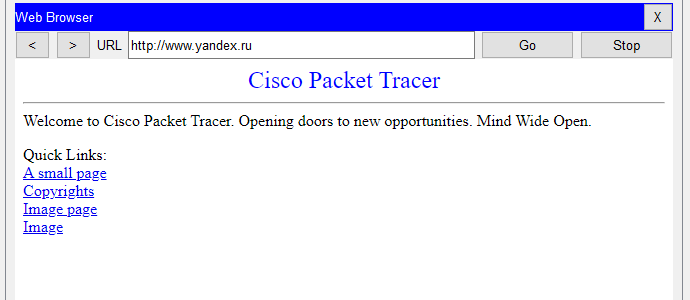 Web Browser X
< > URL http://www.yandex.ru Go Stop
Cisco Packet Tracer
Welcome to Cisco Packet Tracer. Opening doors to new opportunities. Mind Wide Open.
Quick Links:
A small page
Copyrights
Image page
Image